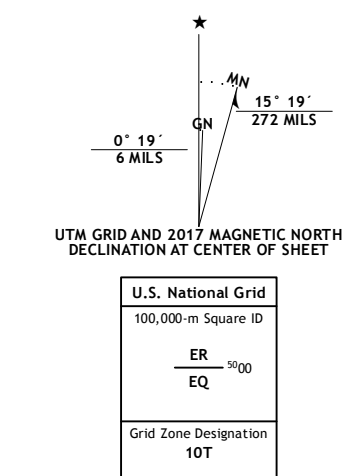 ★
MN
15° 19´
272 MILS
GN
0° 19´
6 MILS
UTM GRID AND 2017 MAGNETIC NORTH
DECLINATION AT CENTER OF SHEET
U.S. National Grid
100,000-m Square ID
ER
5000
EQ
Grid Zone Designation
10T